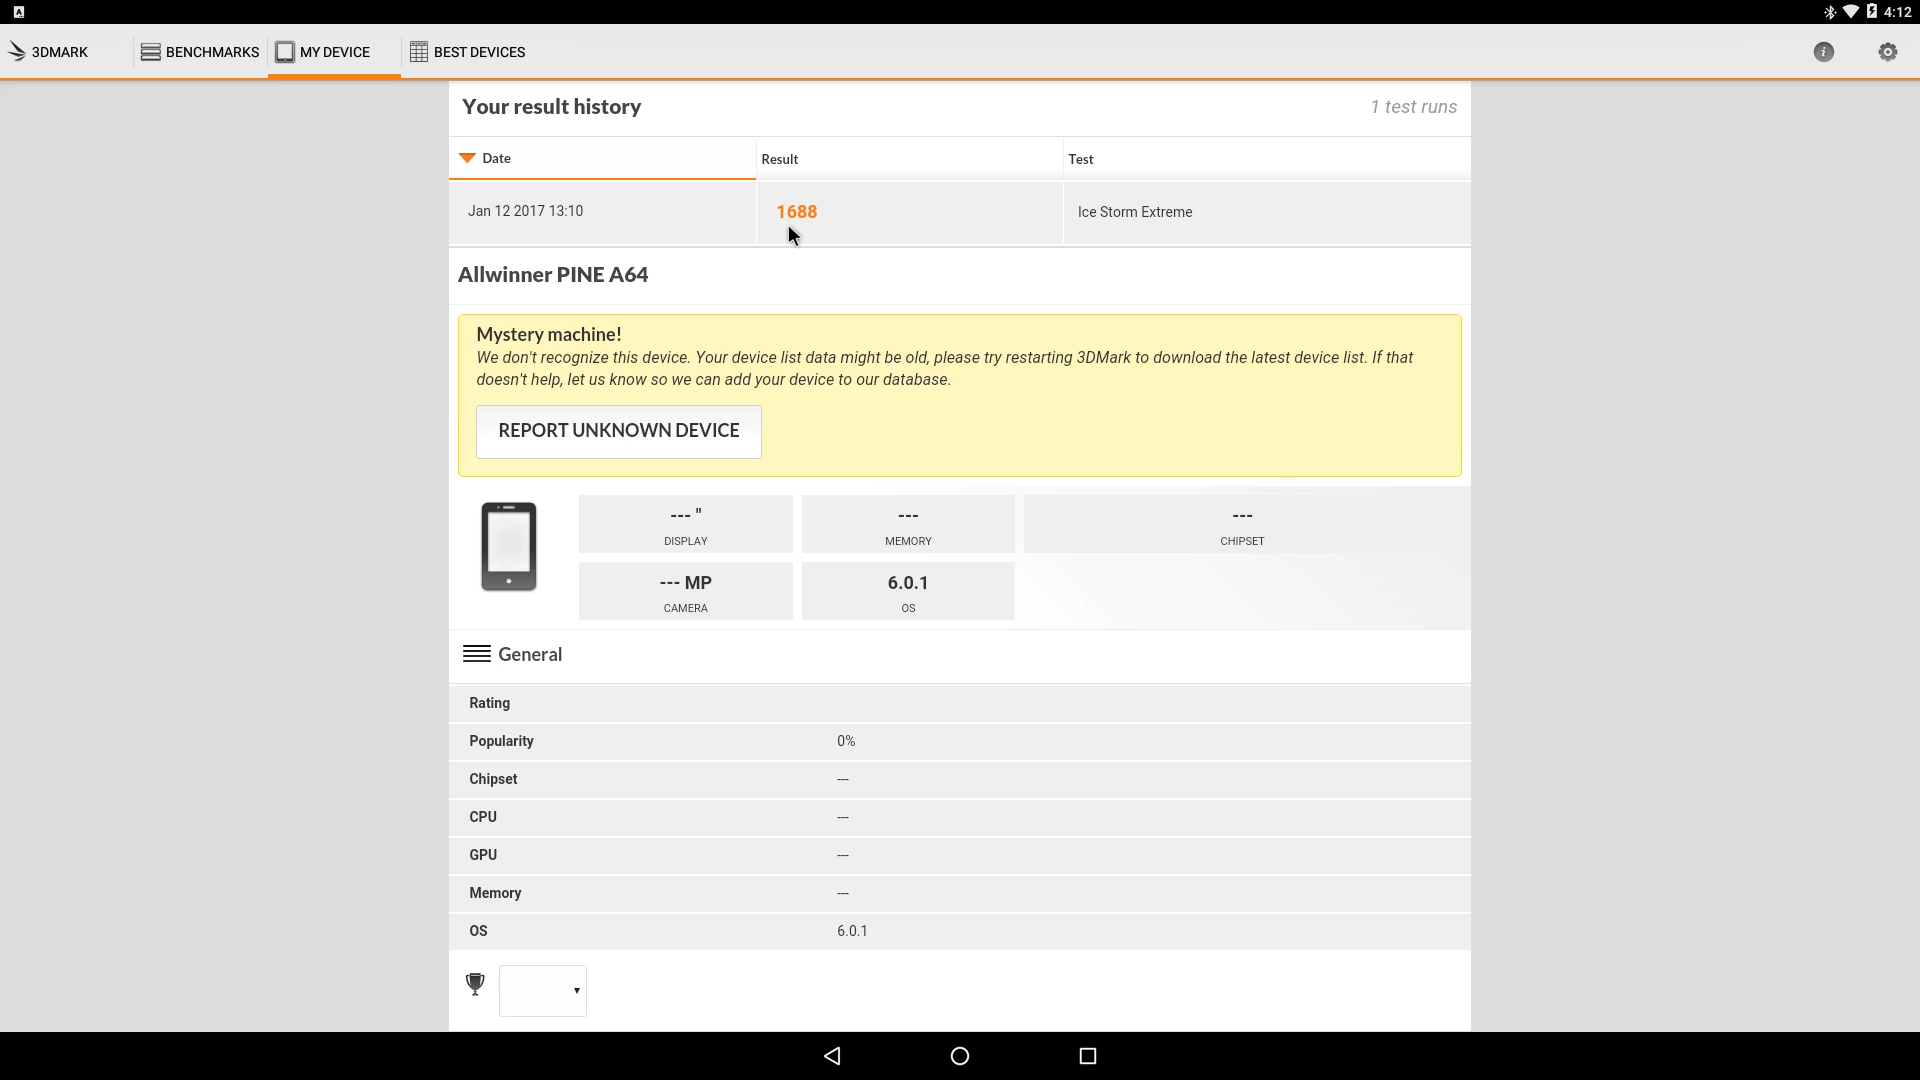 4:12
3DMARK
BENCHMARKS
MY DEVICE
BEST DEVICES
Your result history
1 test runs
Date
Result
Test
Jan 12 2017 13:10
1688
Ice Storm Extreme
Allwinner PINE A64
Mystery machine!
We don't recognize this device. Your device list data might be old, please try restarting 3DMark to download the latest device list. If that
doesn't help, let us know so we can add your device to our database.
REPORT UNKNOWN DEVICE
--- "
---
---
DISPLAY
MEMORY
CHIPSET
--- MP
6.0.1
CAMERA
OS
General
Rating
Popularity 0%
Chipset ---
CPU ---
GPU ---
Memory ---
OS 6.0.1